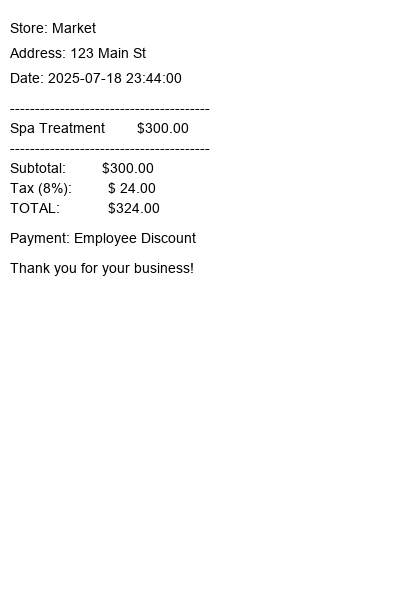 Store: Market
Address: 123 Main St
Date: 2025-07-18 23:44:00
----------------------------------------
Spa Treatment $300.00
----------------------------------------
Subtotal: $300.00
Tax (8%): $ 24.00
TOTAL: $324.00
Payment: Employee Discount
Thank you for your business!